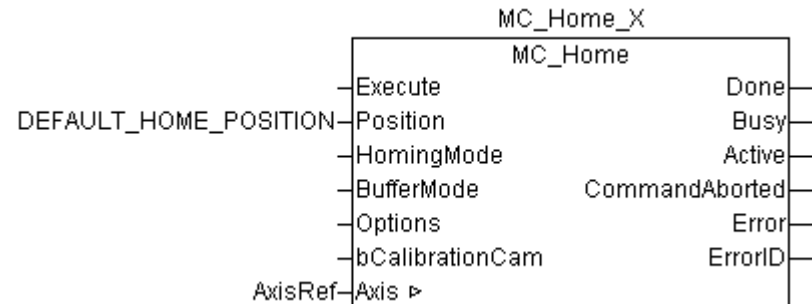 MC_Home_X
MC_Home
Execute Done
DEFAULT_HOME_POSITION Position Busy
HomingMode Active
BufferMode CommandAborted
Options Error
bCalibrationCam ErrorID
AxisRef Axis ▹